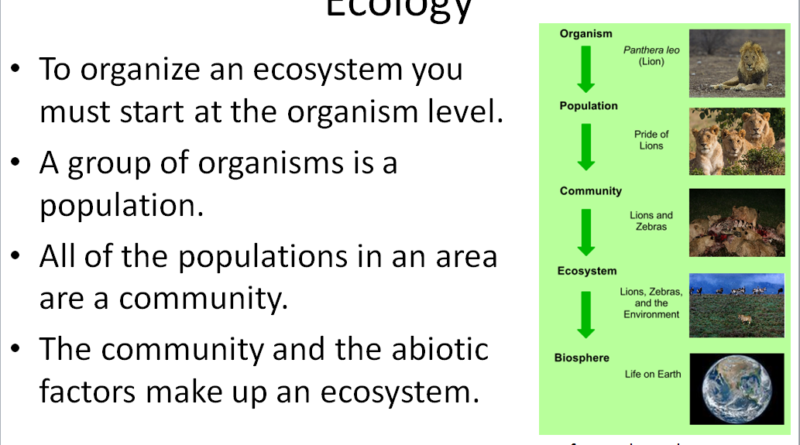 Ecology
• To organize an ecosystem you
must start at the organism level.
• A group of organisms is a
population.
• All of the populations in an area
are a community.
• The community and the abiotic
factors make up an ecosystem.
Organism
Panthera leo
(Lion)
Population
Pride of
Lions
Community
Lions and
Zebras
Ecosystem
Lions, Zebras,
and the
Environment
Biosphere
Life on Earth